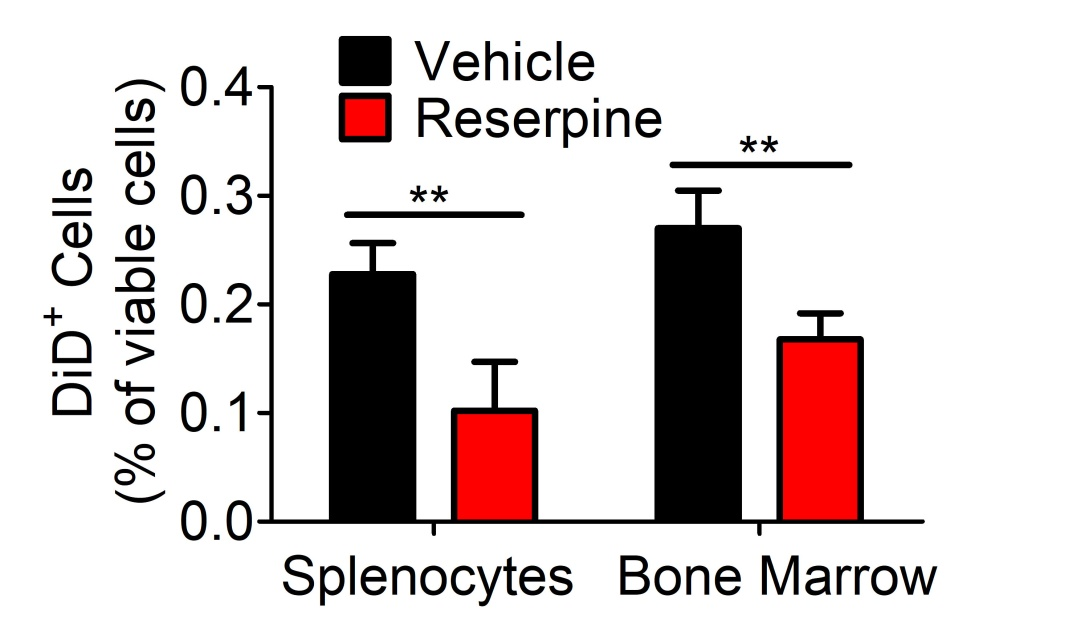 Vehicle
Reserpine
DiD⁺ Cells
(% of viable cells)
0.4
0.3
0.2
0.1
0.0
**
**
Splenocytes
Bone Marrow